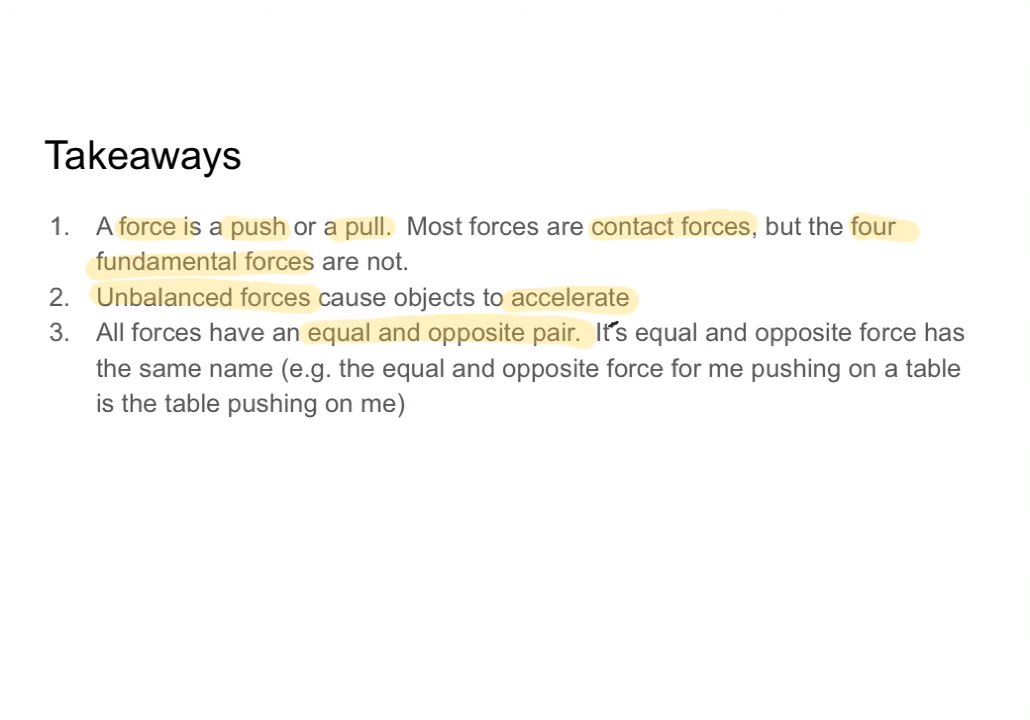 Takeaways
1. A force is a push or a pull. Most forces are contact forces, but the four
fundamental forces are not.
2. Unbalanced forces cause objects to accelerate
3. All forces have an equal and opposite pair. It's equal and opposite force has
the same name (e.g. the equal and opposite force for me pushing on a table
is the table pushing on me)